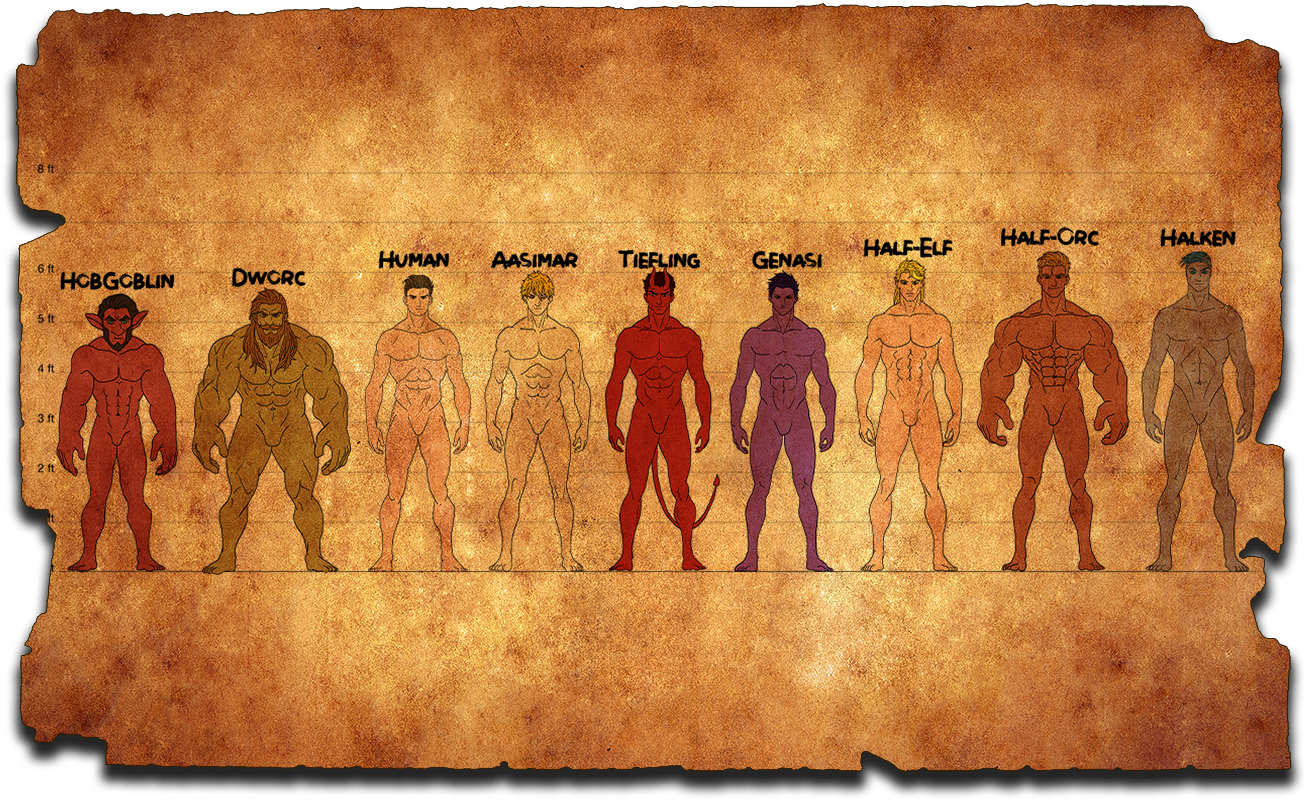 8 ft
6 ft
5 ft
4 ft
3 ft
2 ft
ft
HobGoblin
Dworc
Human
Aasimar
Tiefling
Genasi
Half-Elf
Half-Orc
Halken